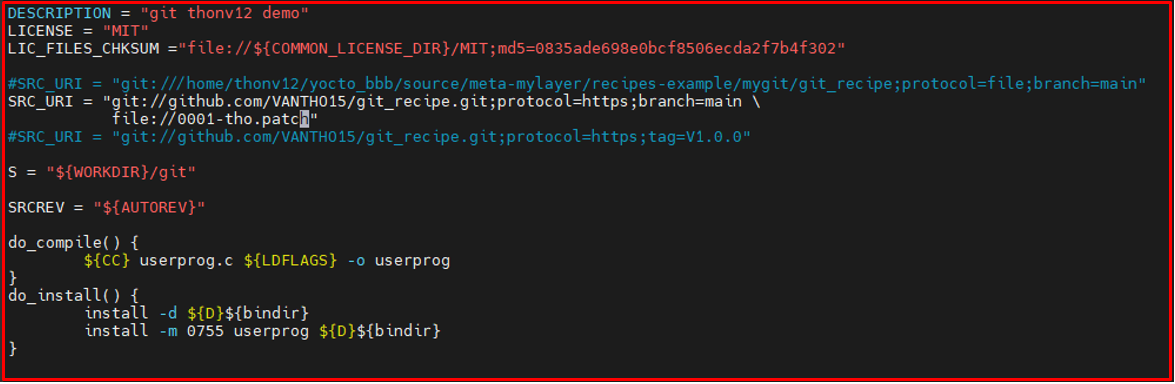 DESCRIPTION = "git thonv12 demo"
LICENSE = "MIT"
LIC_FILES_CHKSUM ="file://${COMMON_LICENSE_DIR}/MIT;md5=0835ade698e0bcf8506ecda2f7b4f302"

#SRC_URI = "git:///home/thonv12/yocto_bbb/source/meta-mylayer/recipes-example/mygit/git_recipe;protocol=file;branch=main"
SRC_URI = "git://github.com/VANTHO15/git_recipe.git;protocol=https;branch=main \
           file://0001-tho.patch"
#SRC_URI = "git://github.com/VANTHO15/git_recipe.git;protocol=https;tag=V1.0.0"

S = "${WORKDIR}/git"

SRCREV = "${AUTOREV}"

do_compile() {
        ${CC} userprog.c ${LDFLAGS} -o userprog
}
do_install() {
        install -d ${D}${bindir}
        install -m 0755 userprog ${D}${bindir}
}